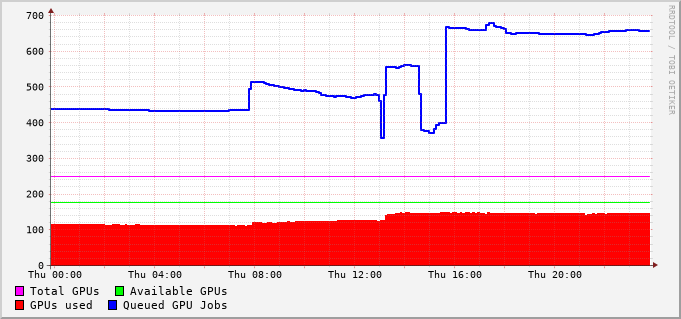 700
600
500
400
300
200
100
0
Thu 00:00 Thu 04:00 Thu 08:00 Thu 12:00 Thu 16:00 Thu 20:00
Total GPUs Available GPUs
GPUs used Queued GPU Jobs
RRDTOOL / TOBI OETIKER